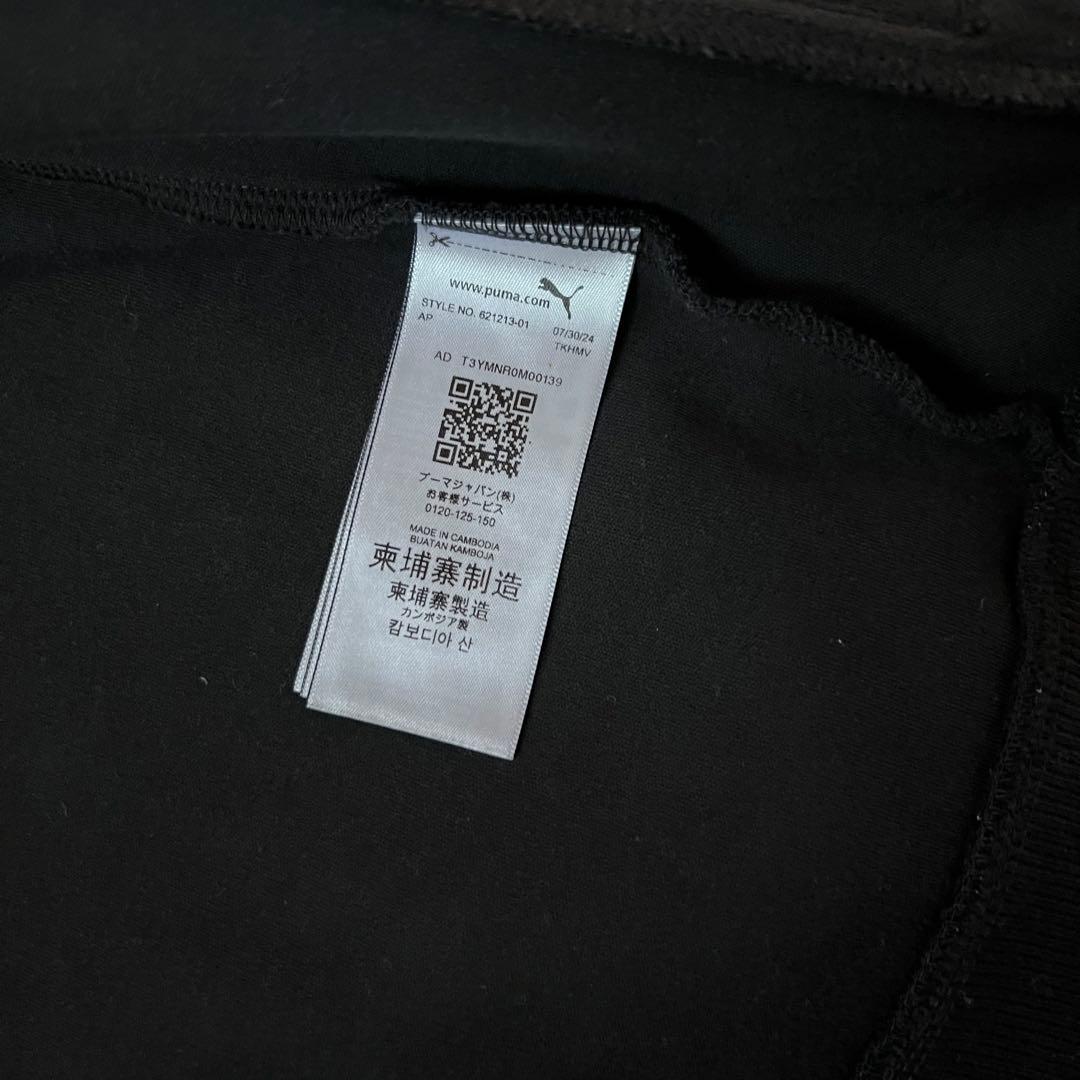 www.puma.com
STYLE NO. 621213-01 07/30/24
AP TKHMV
AD T3YMNR0M00139
プーマジャパン(株)
お客様サービス
0120-125-150
MADE IN CAMBODIA
BUATAN KAMBOJA
柬埔寨制造
柬埔寨製造
カンボジア製
캄보디아 산